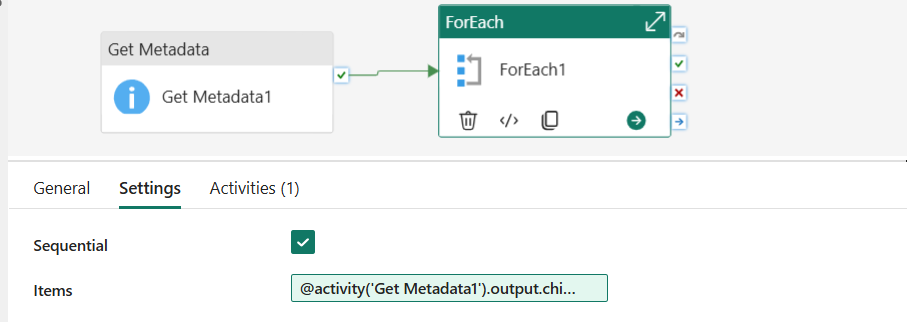 ForEach
Get Metadata
ForEach1
Get Metadata1
General Settings Activities (1)
Sequential
Items @activity('Get Metadata1').output.chi...